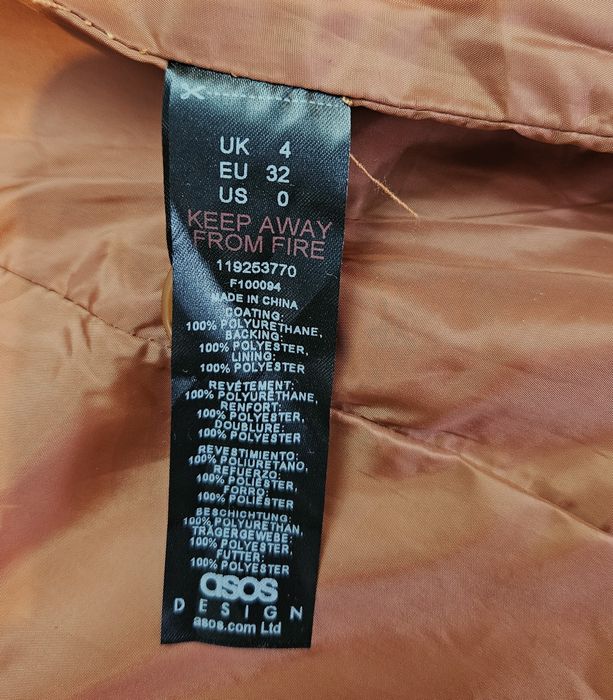 UK 4
EU 32
US 0
KEEP AWAY
FROM FIRE
119253770
F100094
MADE IN CHINA
COATING:
100% POLYURETHANE,
BACKING:
100% POLYESTER,
LINING:
100% POLYESTER
REVÊTEMENT:
100% POLYURETHANE,
RENFORT:
100% POLYESTER,
DOUBLURE:
100% POLYESTER
REVESTIMIENTO:
100% POLIURETANO,
REFUERZO:
100% POLIÉSTER,
FORRO:
100% POLIÉSTER
BESCHICHTUNG:
100% POLYURETHAN,
TRÄGERGEWEBE:
100% POLYESTER,
FUTTER:
100% POLYESTER
asos
DESIGN
asos.com Ltd